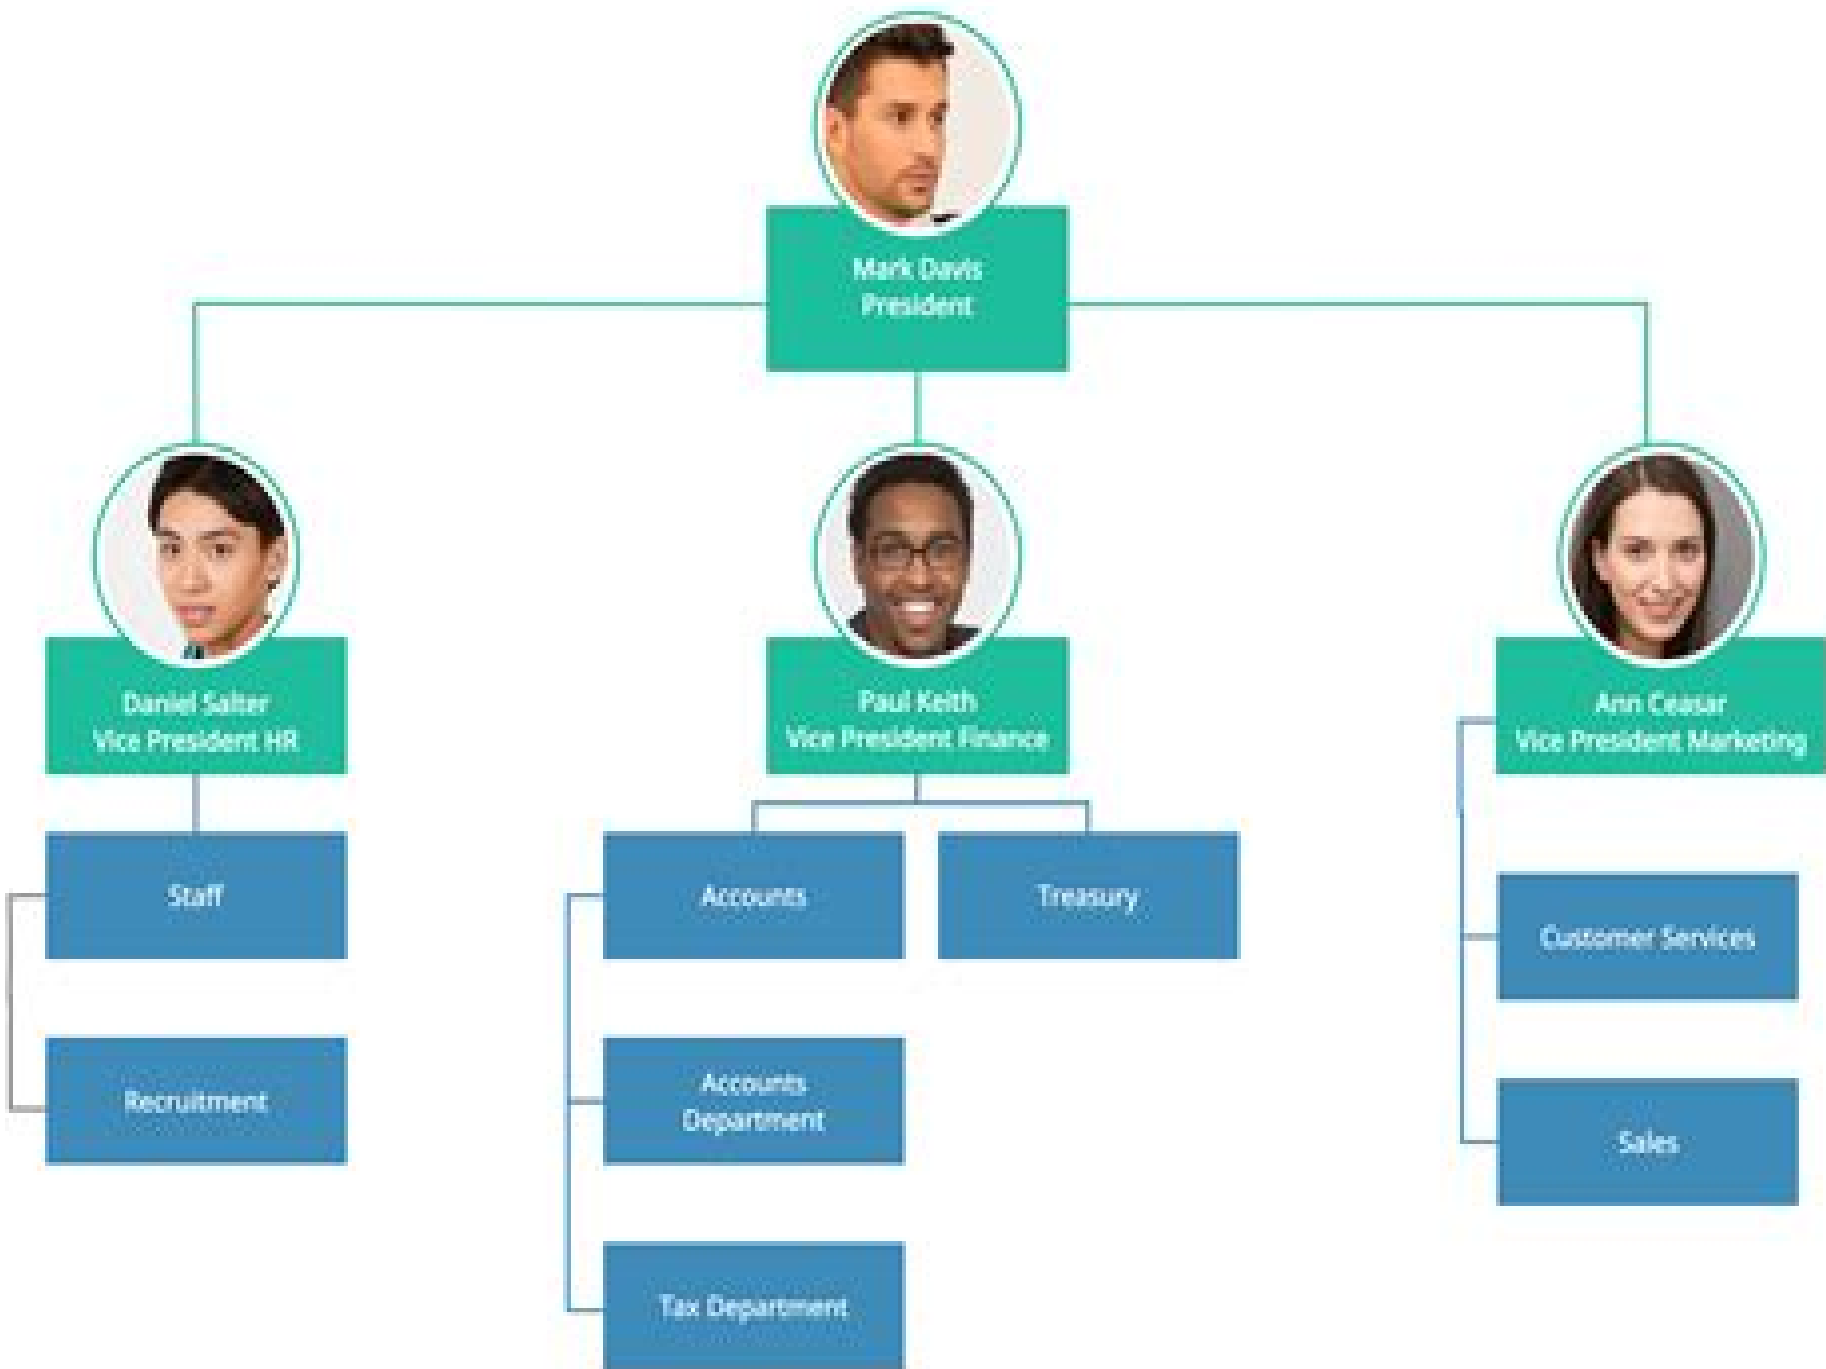 Mark Davis
President
Daniel Salter
Vice President HR
Paul Keith
Vice President Finance
Ann Ceasar
Vice President Marketing
Staff
Accounts
Treasury
Customer Services
Recruitment
Accounts
Department
Sales
Tax Department